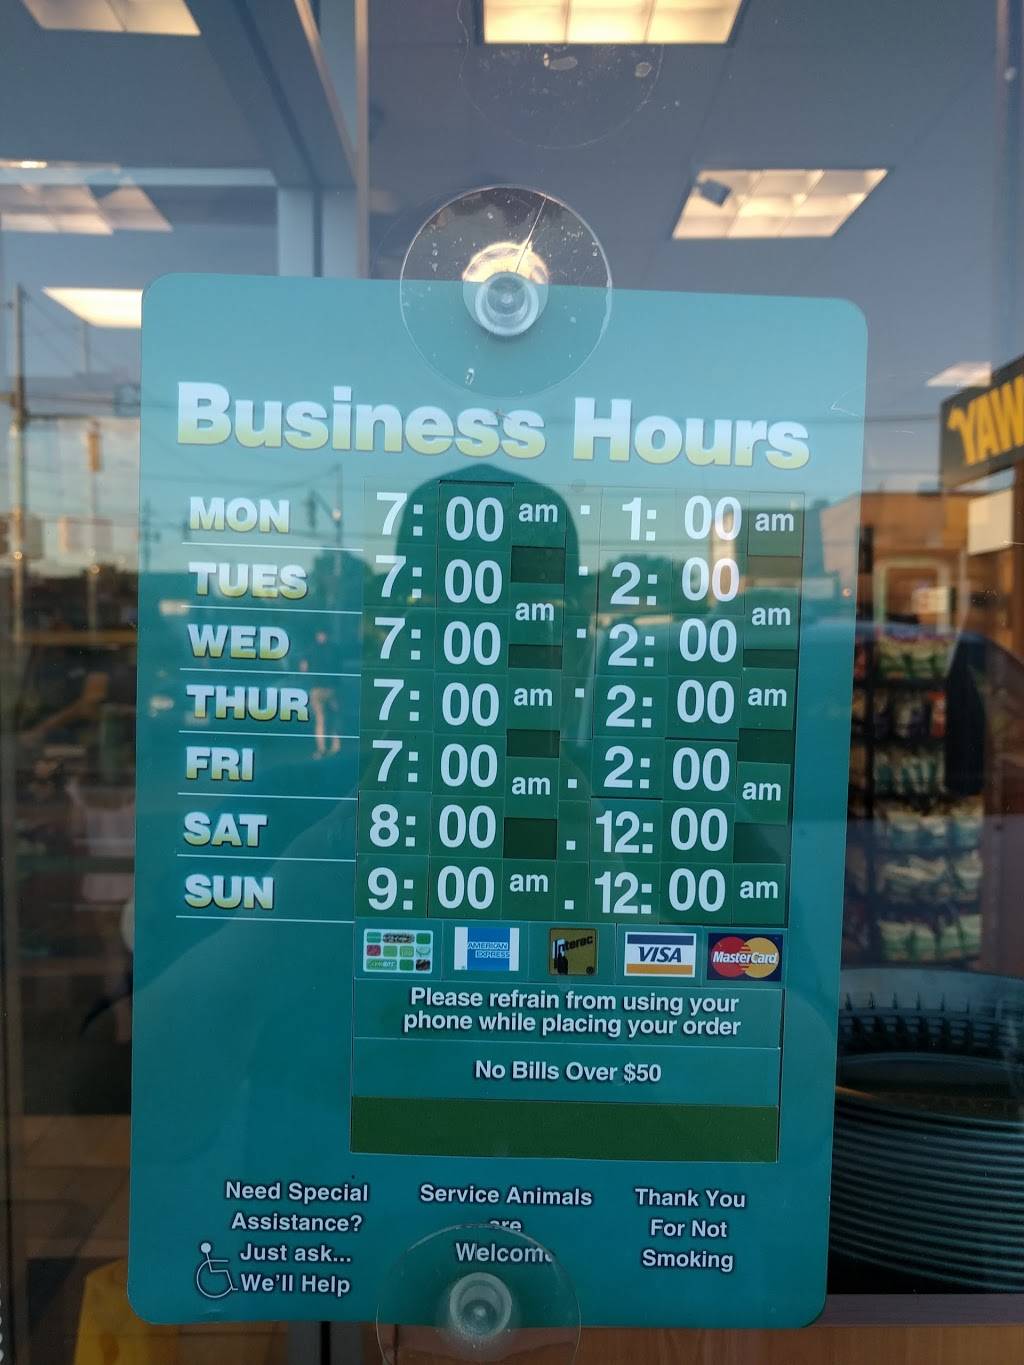 YAW
Business Hours
MON 7: 00 am · 1: 00 am
TUES 7: 00 · 2: 00
am am
WED 7: 00 · 2: 00
THUR 7: 00 am · 2: 00 am
FRI 7: 00 am . 2: 00 am
SAT 8: 00 . 12: 00
SUN 9: 00 am . 12: 00 am
AMERICAN EXPRESS Interac VISA MasterCard
Please refrain from using your
phone while placing your order
No Bills Over $50
Need Special
Assistance?
Just ask...
We'll Help
Service Animals
are
Welcome
Thank You
For Not
Smoking